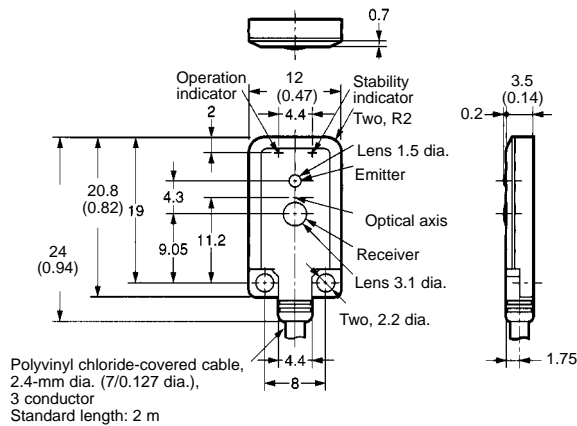 0.7
Operation
indicator
12
(0.47)
4.4
Stability
indicator
Two, R2
3.5
(0.14)
0.2
2
Lens 1.5 dia.
Emitter
20.8
(0.82)
19
4.3
Optical axis
24
(0.94)
9.05
11.2
Receiver
Lens 3.1 dia.
Two, 2.2 dia.
Polyvinyl chloride-covered cable,
2.4-mm dia. (7/0.127 dia.),
3 conductor
Standard length: 2 m
4.4
8
1.75